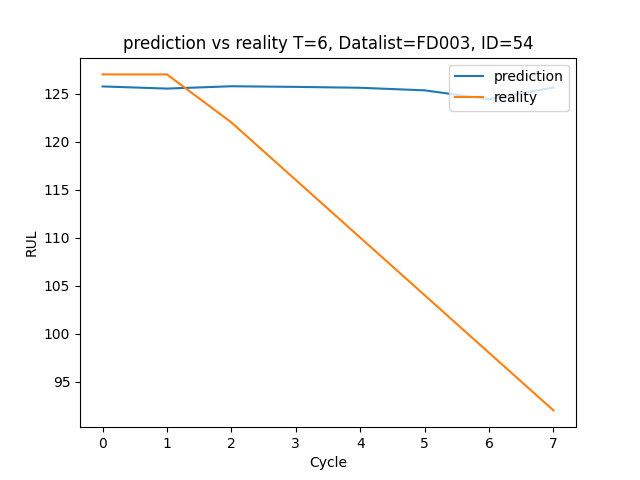 prediction vs reality T=6, Datalist=FD003, ID=54
prediction
reality
125
120
115
110
105
100
95
RUL
0 1 2 3 4 5 6 7
Cycle